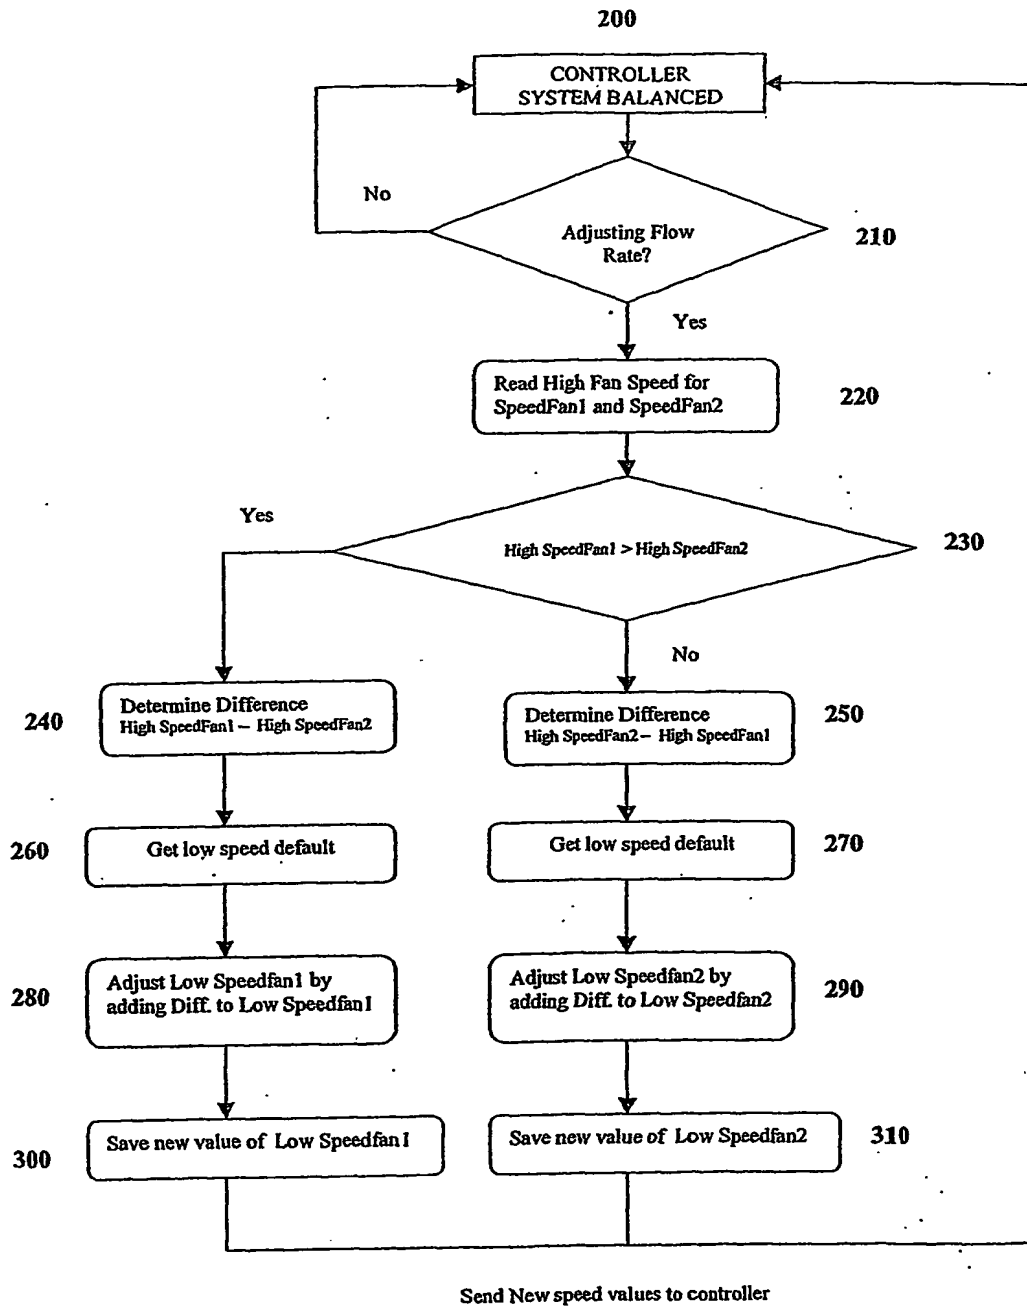 200
CONTROLLER
SYSTEM BALANCED
No
Adjusting Flow
Rate?
210
Yes
Read High Fan Speed for
SpeedFan1 and SpeedFan2
220
Yes
High SpeedFan1 > High SpeedFan2
230
No
240
Determine Difference
High SpeedFan1 – High SpeedFan2
Determine Difference
High SpeedFan2 – High SpeedFan1
250
260
Get low speed default
Get low speed default
270
280
Adjust Low Speedfan1 by
adding Diff. to Low Speedfan1
Adjust Low Speedfan2 by
adding Diff. to Low Speedfan2
290
300
Save new value of Low Speedfan1
Save new value of Low Speedfan2
310
Send New speed values to controller